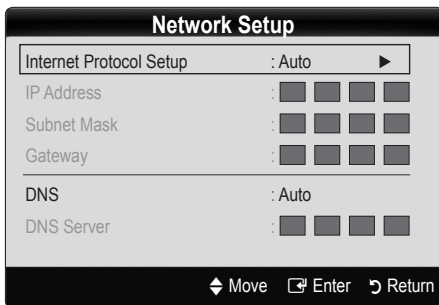 Network Setup
Internet Protocol Setup : Auto ►
IP Address :
Subnet Mask :
Gateway :
DNS : Auto
DNS Server :
Move Enter Return